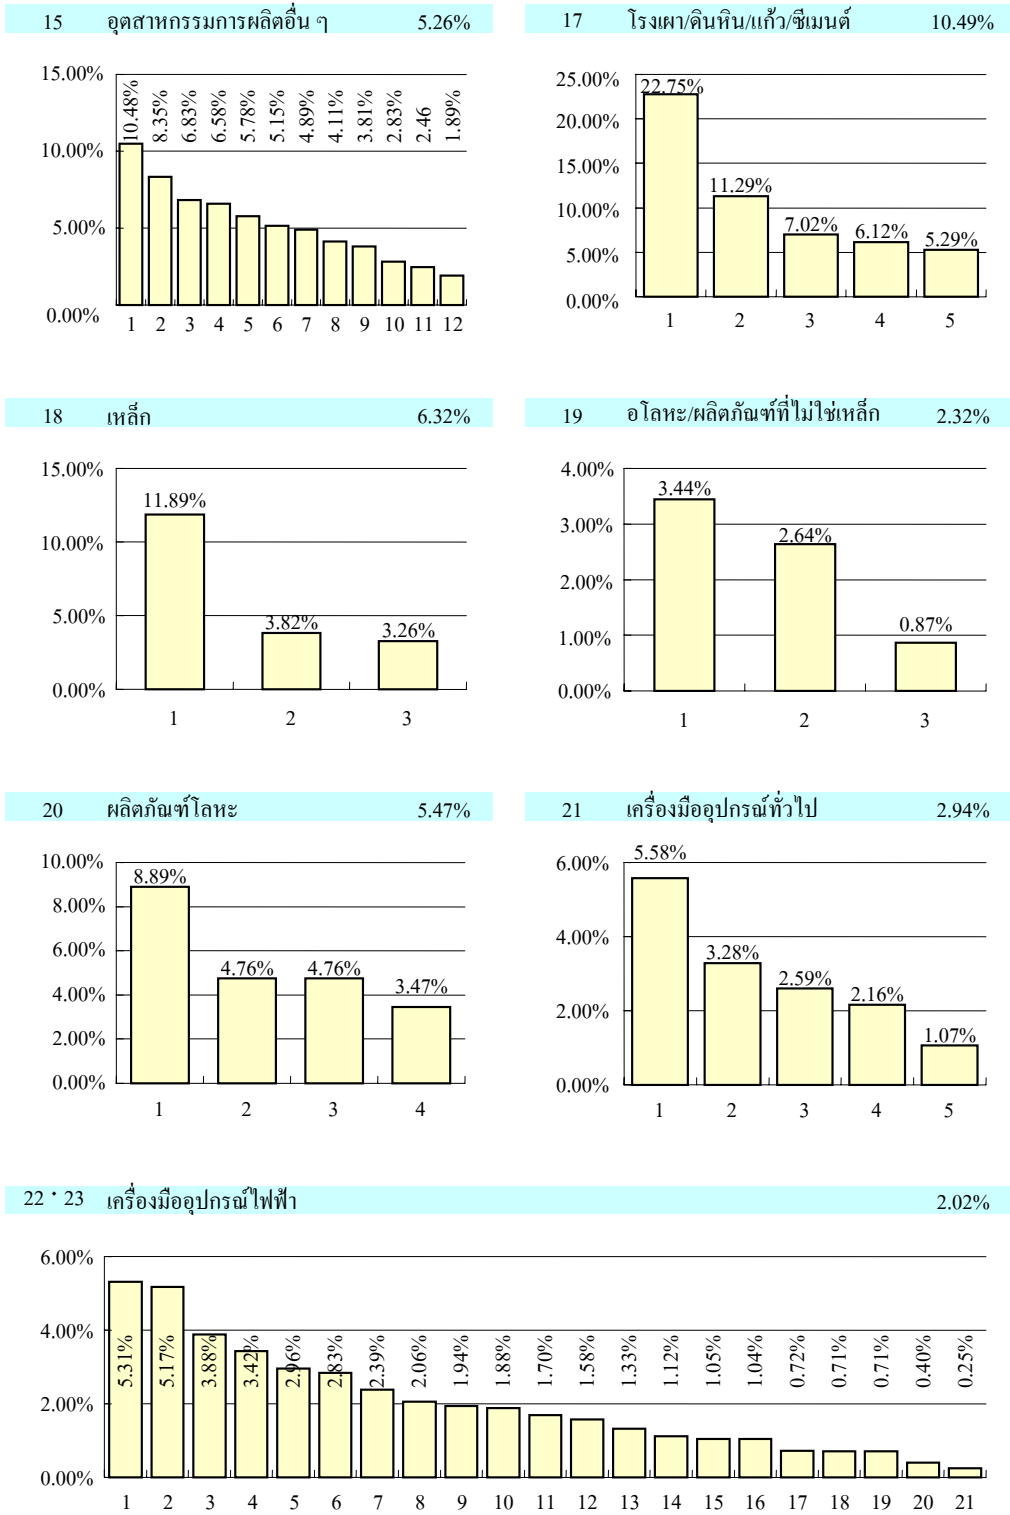 15 อุตสาหกรรมการผลิตอื่น ๆ 5.26%
15.00%
10.00%
5.00%
0.00%
10.48% 8.35% 6.83% 6.58% 5.78% 5.15% 4.89% 4.11% 3.81% 2.83% 2.46 1.89%
1 2 3 4 5 6 7 8 9 10 11 12
17 โรงเผา/ดินหิน/แก้ว/ซีเมนต์ 10.49%
25.00%
20.00%
15.00%
10.00%
5.00%
0.00%
22.75% 11.29% 7.02% 6.12% 5.29%
1 2 3 4 5
18 เหล็ก 6.32%
15.00%
10.00%
5.00%
0.00%
11.89% 3.82% 3.26%
1 2 3
19 อโลหะ/ผลิตภัณฑ์ที่ไม่ใช่เหล็ก 2.32%
4.00%
3.00%
2.00%
1.00%
0.00%
3.44% 2.64% 0.87%
1 2 3
20 ผลิตภัณฑ์โลหะ 5.47%
10.00%
8.00%
6.00%
4.00%
2.00%
0.00%
8.89% 4.76% 4.76% 3.47%
1 2 3 4
21 เครื่องมืออุปกรณ์ทั่วไป 2.94%
6.00%
4.00%
2.00%
0.00%
5.58% 3.28% 2.59% 2.16% 1.07%
1 2 3 4 5
22・23 เครื่องมืออุปกรณ์ไฟฟ้า 2.02%
6.00%
4.00%
2.00%
0.00%
5.31% 5.17% 3.88% 3.42% 2.96% 2.83% 2.39% 2.06% 1.94% 1.88% 1.70% 1.58% 1.33% 1.12% 1.05% 1.04% 0.72% 0.71% 0.71% 0.40% 0.25%
1 2 3 4 5 6 7 8 9 10 11 12 13 14 15 16 17 18 19 20 21